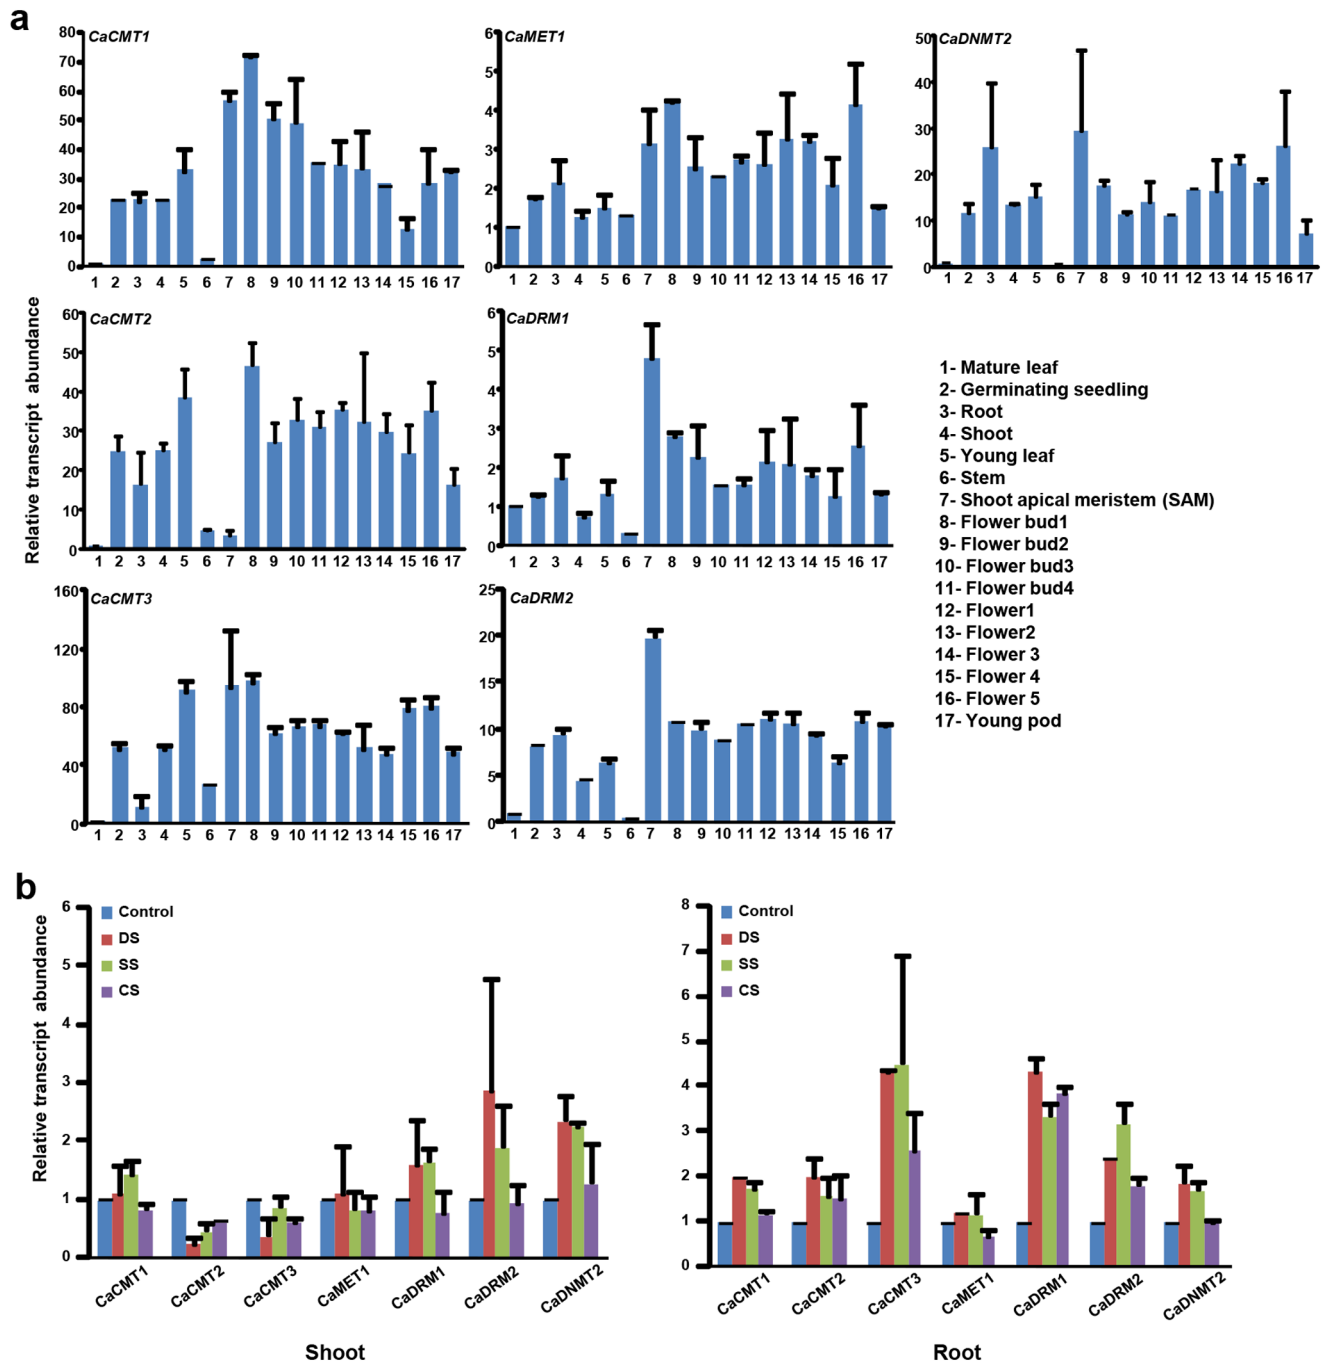 a
CaCMT1
80
70
60
50
40
30
20
10
0
1 2 3 4 5 6 7 8 9 10 11 12 13 14 15 16 17
CaMET1
6
5
4
3
2
1
0
1 2 3 4 5 6 7 8 9 10 11 12 13 14 15 16 17
CaDNMT2
50
40
30
20
10
0
1 2 3 4 5 6 7 8 9 10 11 12 13 14 15 16 17
Relative transcript abundance
CaCMT2
60
50
40
30
20
10
0
1 2 3 4 5 6 7 8 9 10 11 12 13 14 15 16 17
CaDRM1
6
5
4
3
2
1
0
1 2 3 4 5 6 7 8 9 10 11 12 13 14 15 16 17
CaCMT3
160
120
80
40
0
1 2 3 4 5 6 7 8 9 10 11 12 13 14 15 16 17
CaDRM2
25
20
15
10
5
0
1 2 3 4 5 6 7 8 9 10 11 12 13 14 15 16 17
1- Mature leaf
2- Germinating seedling
3- Root
4- Shoot
5- Young leaf
6- Stem
7- Shoot apical meristem (SAM)
8- Flower bud1
9- Flower bud2
10- Flower bud3
11- Flower bud4
12- Flower1
13- Flower2
14- Flower 3
15- Flower 4
16- Flower 5
17- Young pod
b
Relative transcript abundance
6
5
4
3
2
1
0
Control
DS
SS
CS
CaCMT1 CaCMT2 CaCMT3 CaMET1 CaDRM1 CaDRM2 CaDNMT2
Shoot
8
7
6
5
4
3
2
1
0
Control
DS
SS
CS
CaCMT1 CaCMT2 CaCMT3 CaMET1 CaDRM1 CaDRM2 CaDNMT2
Root